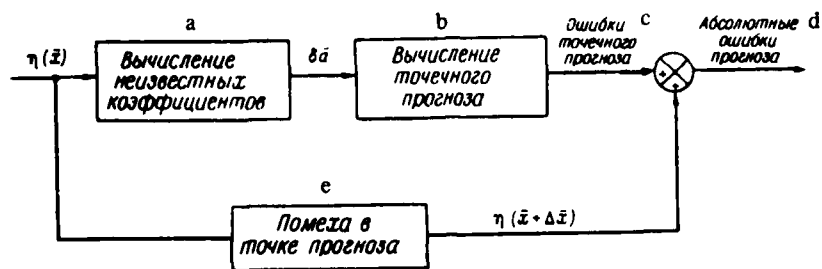 a
b
c
d
η (x̄)
Вычисление
неизвестных
коэффициентов
δā
Вычисление
точечного
прогноза
Ошибки
точечного
прогноза
Абсолютные
ошибки
прогноза
+
+
e
Помеха в
точке прогноза
η (x̄ + Δx̄)